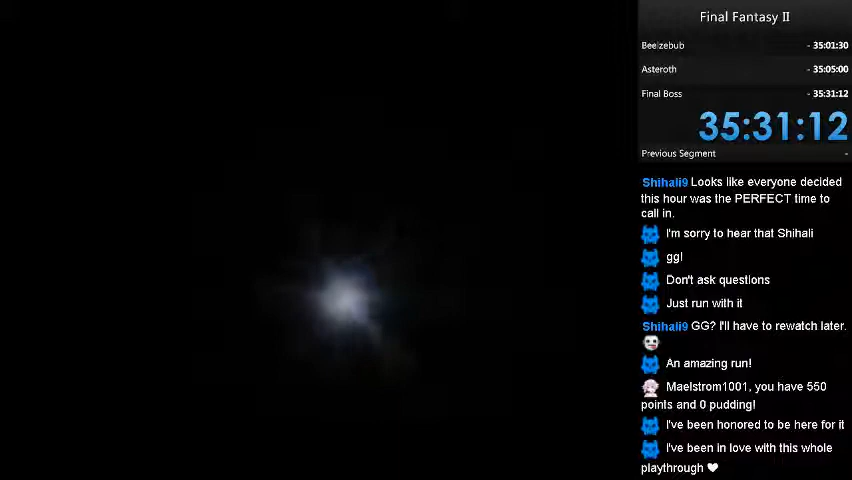 Final Fantasy II
Beelzebub - 35:01:30
Asteroth - 35:05:00
Final Boss - 35:31:12
35:31:12
Previous Segment -
Shihali9 Looks like everyone decided
this hour was the PERFECT time to
call in.
I'm sorry to hear that Shihali
gg!
Don't ask questions
Just run with it
Shihali9 GG? I'll have to rewatch later.
An amazing run!
Maelstrom1001, you have 550
points and 0 pudding!
I've been honored to be here for it
I've been in love with this whole
playthrough ♥